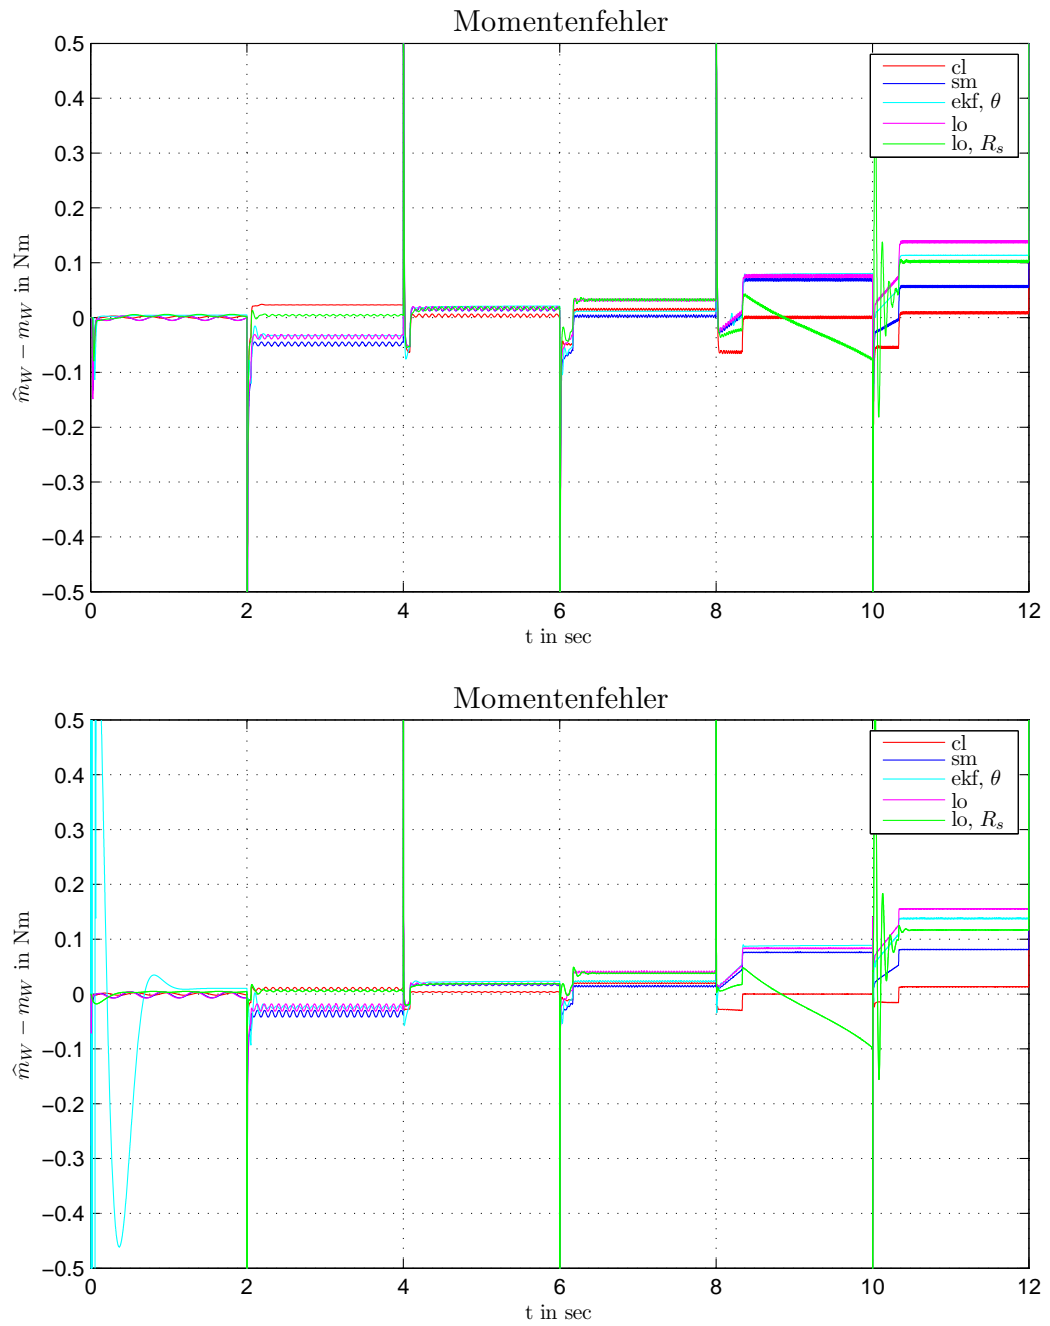 Momentenfehler
0.5
0.4
0.3
0.2
0.1
0
−0.1
−0.2
−0.3
−0.4
−0.5
m̂_W − m_W in Nm
cl
sm
ekf, θ
lo
lo, R_s
0 2 4 6 8 10 12
t in sec
Momentenfehler
0.5
0.4
0.3
0.2
0.1
0
−0.1
−0.2
−0.3
−0.4
−0.5
m̂_W − m_W in Nm
cl
sm
ekf, θ
lo
lo, R_s
0 2 4 6 8 10 12
t in sec